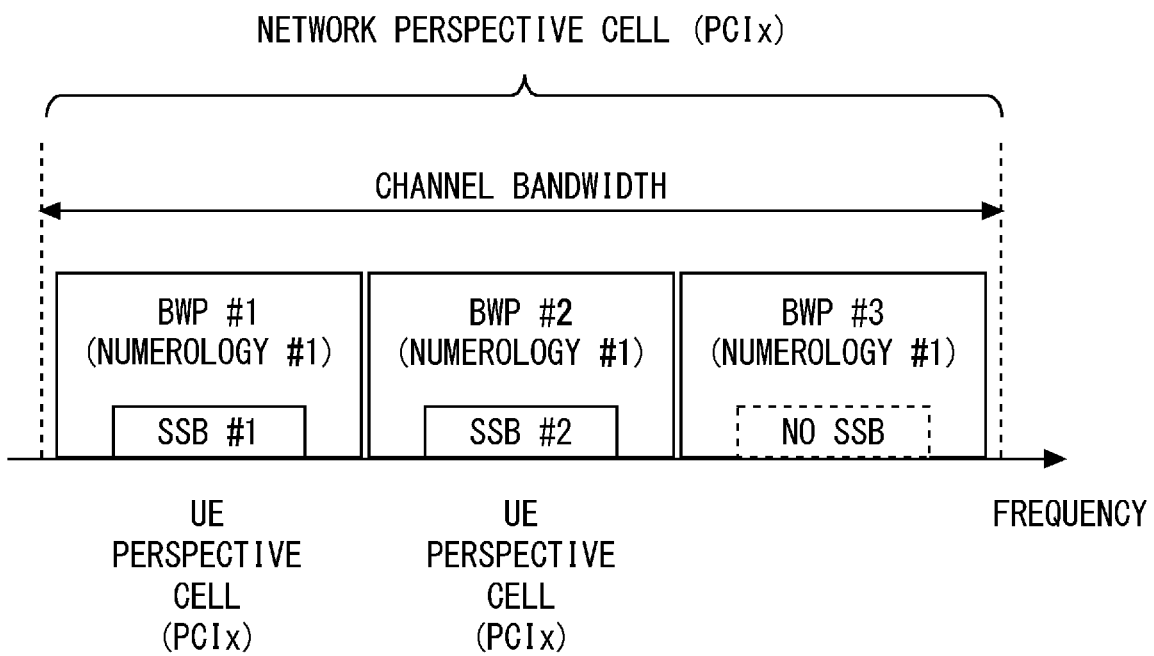 NETWORK PERSPECTIVE CELL (PCIx)
CHANNEL BANDWIDTH
BWP #1
(NUMEROLOGY #1)
SSB #1
BWP #2
(NUMEROLOGY #1)
SSB #2
BWP #3
(NUMEROLOGY #1)
NO SSB
UE
PERSPECTIVE
CELL
(PCIx)
UE
PERSPECTIVE
CELL
(PCIx)
FREQUENCY